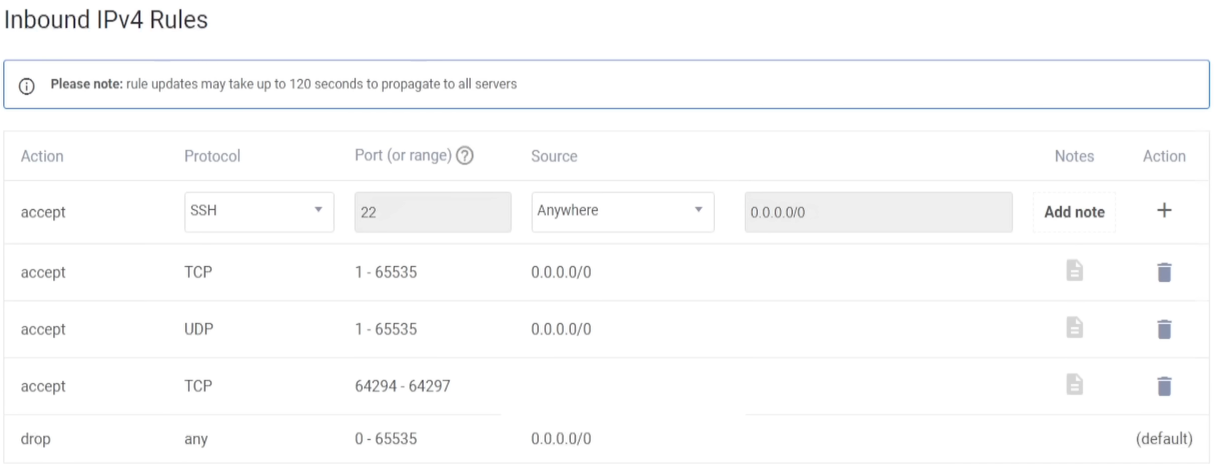 Inbound IPv4 Rules
Please note: rule updates may take up to 120 seconds to propagate to all servers
Action Protocol Port (or range) ? Source Notes Action
accept SSH 22 Anywhere 0.0.0.0/0 Add note +
accept TCP 1 - 65535 0.0.0.0/0
accept UDP 1 - 65535 0.0.0.0/0
accept TCP 64294 - 64297
drop any 0 - 65535 0.0.0.0/0 (default)